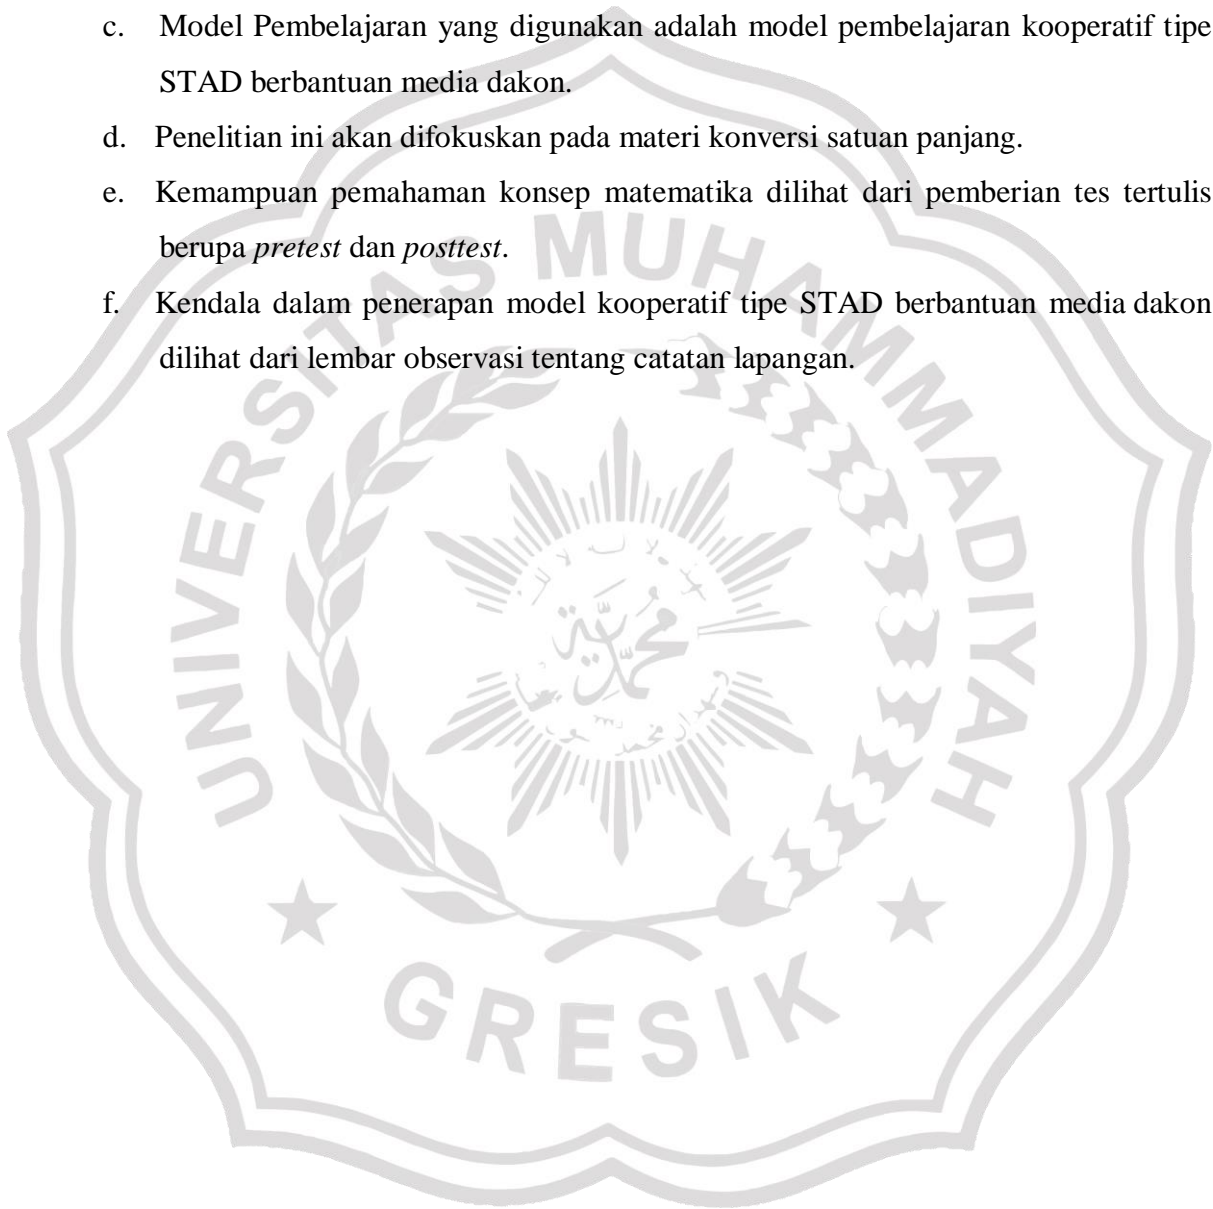 c. Model Pembelajaran yang digunakan adalah model pembelajaran kooperatif tipe
STAD berbantuan media dakon.
d. Penelitian ini akan difokuskan pada materi konversi satuan panjang.
e. Kemampuan pemahaman konsep matematika dilihat dari pemberian tes tertulis
berupa pretest dan posttest.
f. Kendala dalam penerapan model kooperatif tipe STAD berbantuan media dakon
dilihat dari lembar observasi tentang catatan lapangan.
UNIVERSITAS MUHAMMADIYAH
GRESIK